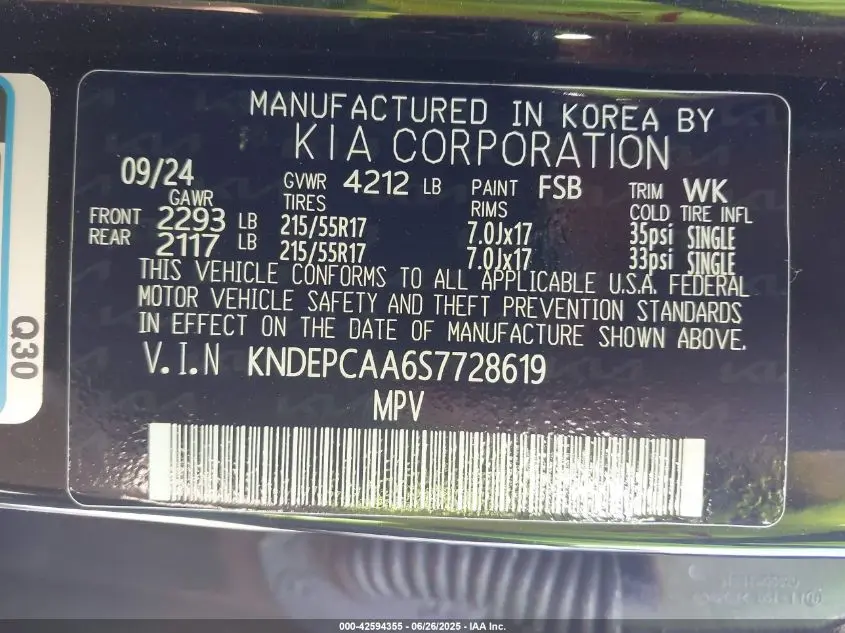 MANUFACTURED IN KOREA BY
KIA CORPORATION
09/24 GVWR 4212 LB PAINT FSB TRIM WK
GAWR TIRES RIMS COLD TIRE INFL
FRONT 2293 LB 215/55R17 7.0Jx17 35psi SINGLE
REAR 2117 LB 215/55R17 7.0Jx17 33psi SINGLE
THIS VEHICLE CONFORMS TO ALL APPLICABLE U.S.A. FEDERAL
MOTOR VEHICLE SAFETY AND THEFT PREVENTION STANDARDS
IN EFFECT ON THE DATE OF MANUFACTURE SHOWN ABOVE.
V.I.N KNDEPCAA6S7728619
MPV
Q30
000-42594355 - 06/26/2025 - IAA Inc.